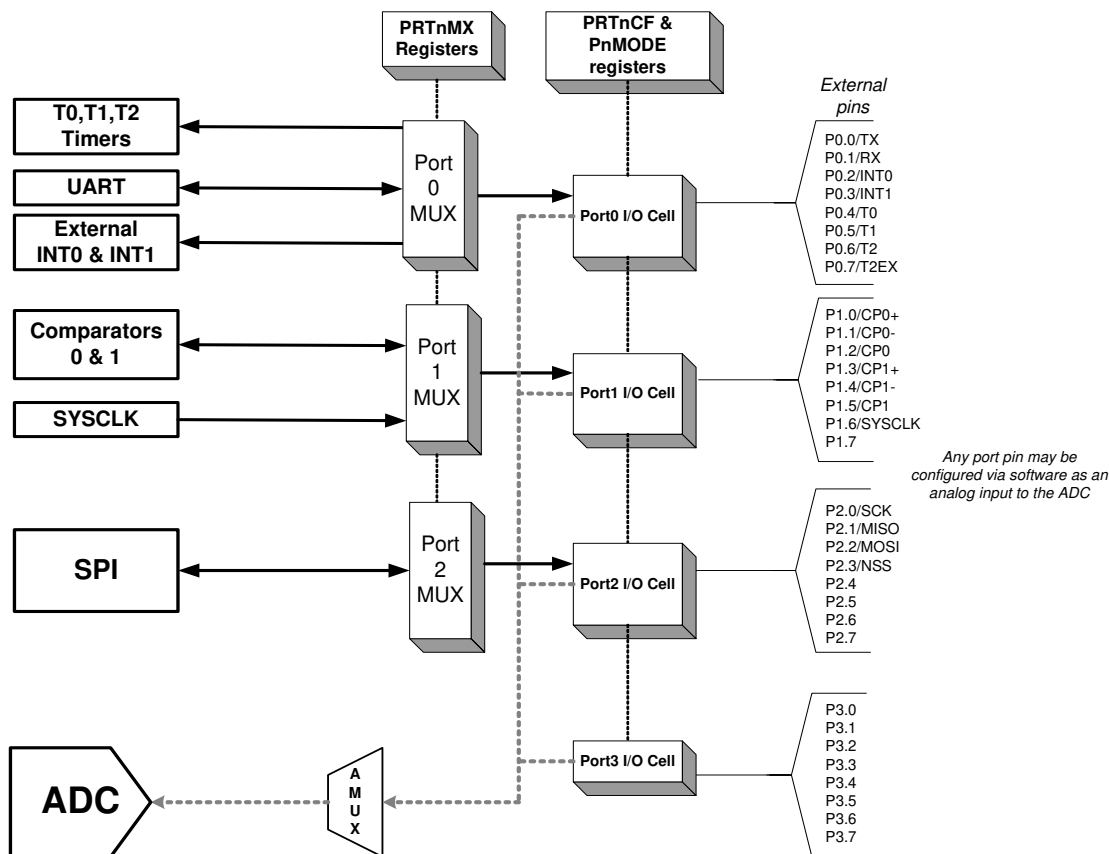 PRTnMX
Registers
PRTnCF &
PnMODE
registers
External
pins
T0,T1,T2
Timers
UART
External
INT0 & INT1
Port
0
MUX
Port0 I/O Cell
P0.0/TX
P0.1/RX
P0.2/INT0
P0.3/INT1
P0.4/T0
P0.5/T1
P0.6/T2
P0.7/T2EX
Comparators
0 & 1
SYSCLK
Port
1
MUX
Port1 I/O Cell
P1.0/CP0+
P1.1/CP0-
P1.2/CP0
P1.3/CP1+
P1.4/CP1-
P1.5/CP1
P1.6/SYSCLK
P1.7
Any port pin may be
configured via software as an
analog input to the ADC
SPI
Port
2
MUX
Port2 I/O Cell
P2.0/SCK
P2.1/MISO
P2.2/MOSI
P2.3/NSS
P2.4
P2.5
P2.6
P2.7
ADC
A
M
U
X
Port3 I/O Cell
P3.0
P3.1
P3.2
P3.3
P3.4
P3.5
P3.6
P3.7